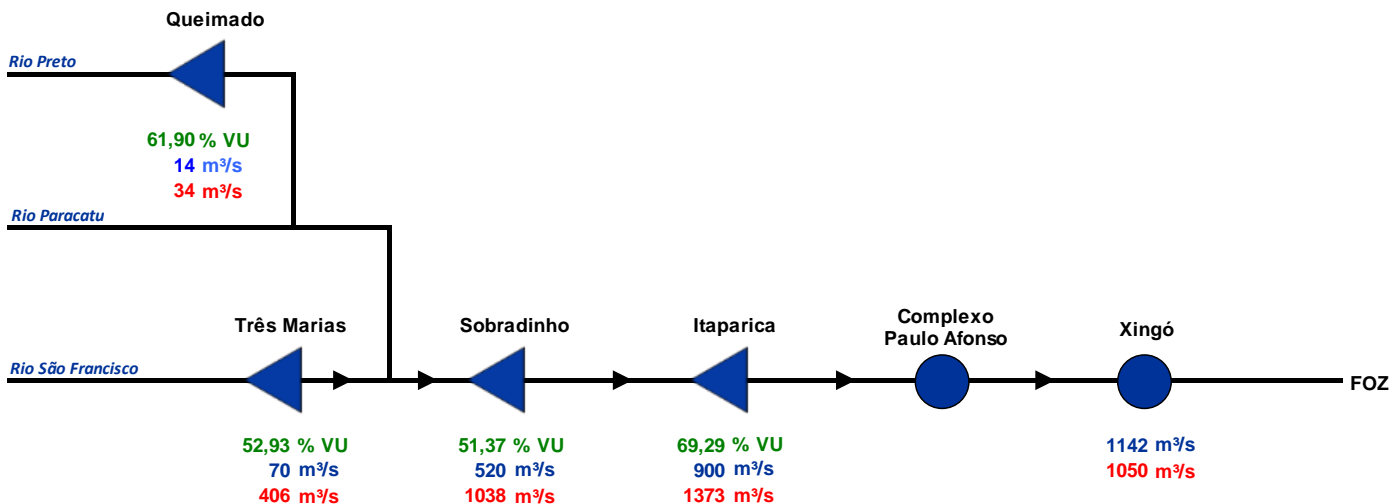 Queimado
Rio Preto
61,90 % VU
14 m³/s
34 m³/s
Rio Paracatu
Três Marias
Sobradinho
Itaparica
Complexo
Paulo Afonso
Xingó
Rio São Francisco
FOZ
52,93 % VU
70 m³/s
406 m³/s
51,37 % VU
520 m³/s
1038 m³/s
69,29 % VU
900 m³/s
1373 m³/s
1142 m³/s
1050 m³/s